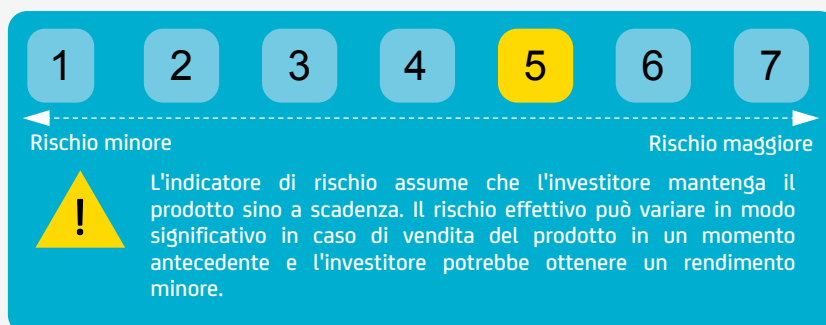 1 2 3 4 5 6 7
Rischio minore Rischio maggiore
L'indicatore di rischio assume che l'investitore mantenga il
! prodotto sino a scadenza. Il rischio effettivo può variare in modo
significativo in caso di vendita del prodotto in un momento
antecedente e l'investitore potrebbe ottenere un rendimento
minore.